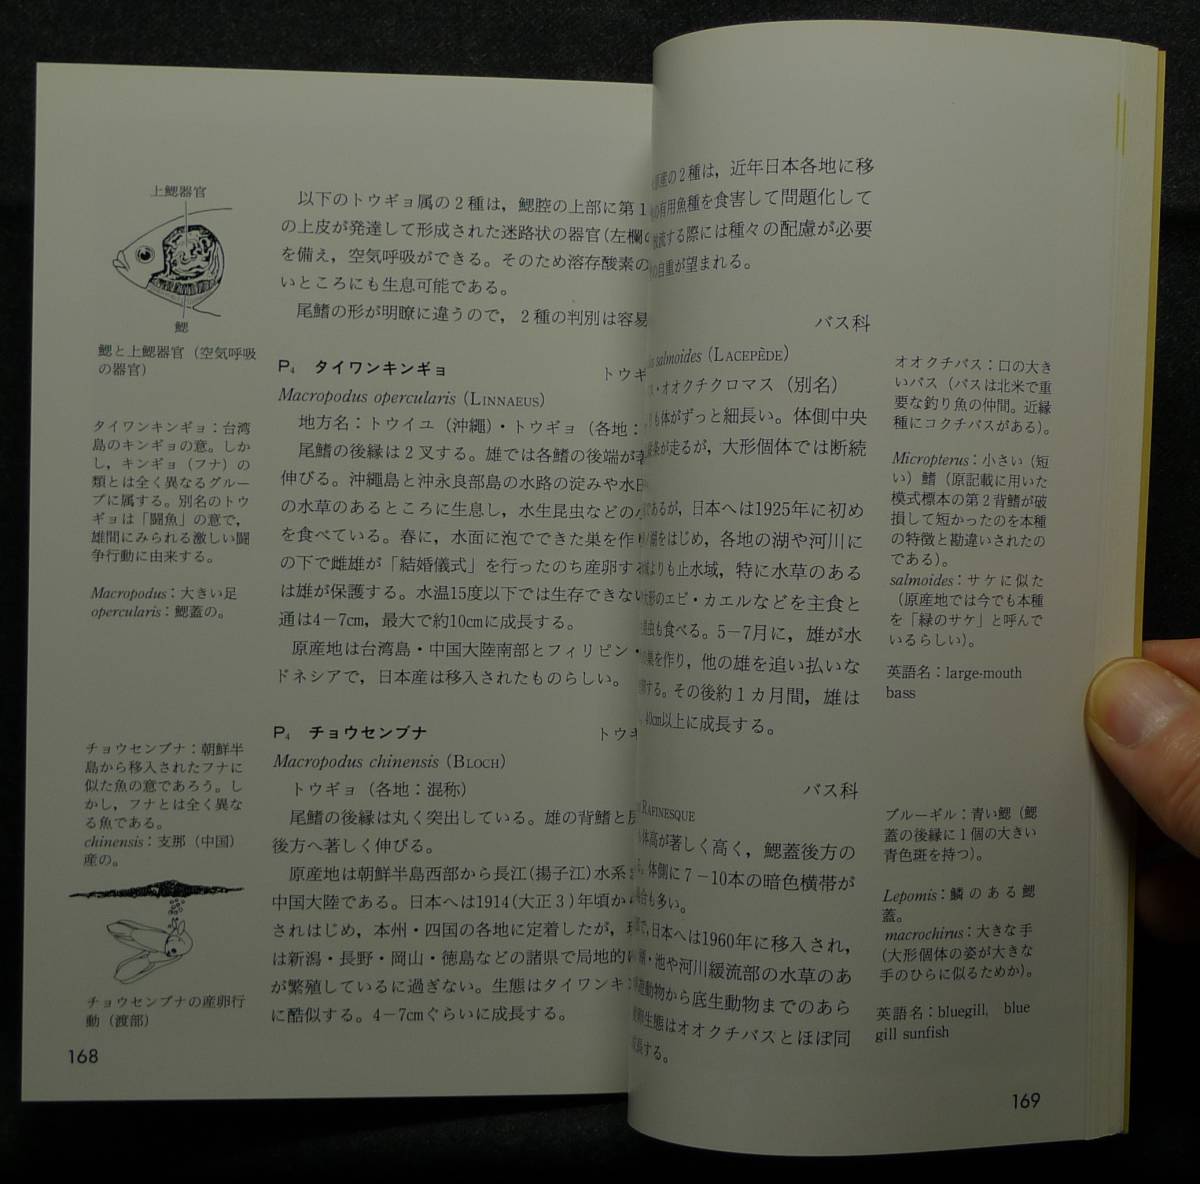 上鰓器官
鰓
鰓と上鰓器官（空気呼吸
の器官）
タイワンキンギョ：台湾
島のキンギョの意。しか
し，キンギョ（フナ）の
類とは全く異なるグルー
プに属する。別名のトウ
ギョは「闘魚」の意で，
雄間にみられる激しい闘
争行動に由来する。
Macropodus：大きい足
opercularis：鰓蓋の。
チョウセンブナ：朝鮮半
島から移入されたフナに
似た魚の意であろう。し
かし，フナとは全く異な
る魚である。
chinensis：支那（中国）
産の。
チョウセンブナの産卵行
動（渡部）
168
以下のトウギョ属の２種は，鰓腔の上部に第１
の上皮が発達して形成された迷路状の器官（左欄
を備え，空気呼吸ができる。そのため溶存酸素の
いところにも生息可能である。
尾鰭の形が明瞭に違うので，２種の判別は容易
P4 タイワンキンギョ トウギ
Macropodus opercularis (LINNAEUS)
地方名：トウイユ（沖繩）・トウギョ（各地：
尾鰭の後縁は２叉する。雄では各鰭の後端が
伸びる。沖繩島と沖永良部島の水路の淀みや水田
の水草のあるところに生息し，水生昆虫などの
を食べている。春に，水面に泡でできた巣を作り
の下で雌雄が「結婚儀式」を行ったのち産卵す
は雄が保護する。水温15度以下では生存できない
通は4－7cm，最大で約10cmに成長する。
原産地は台湾島・中国大陸南部とフィリピン・
ドネシアで，日本産は移入されたものらしい。
P4 チョウセンブナ トウギ
Macropodus chinensis (BLOCH)
トウギョ（各地：混称）
尾鰭の後縁は丸く突出している。雄の背鰭と
後方へ著しく伸びる。
原産地は朝鮮半島西部から長江（揚子江）水系
中国大陸である。日本へは1914（大正３）年頃か
されはじめ，本州・四国の各地に定着したが，
は新潟・長野・岡山・徳島などの諸県で局地的に
が繁殖しているに過ぎない。生態はタイワンキン
に酷似する。4－7cmぐらいに成長する。
原産の２種は，近年日本各地に移
の有用魚種を食害して問題化して
放流する際には種々の配慮が必要
の自重が望まれる。
バス科
salmoides (LACEPÈDE)
ス・オオクチクロマス（別名）
も体がずっと細長い。体側中央
条が走るが，大形個体では断続
であるが，日本へは1925年に初め
ノ湖をはじめ，各地の湖や河川に
よりも止水域，特に水草のある
形のエビ・カエルなどを主食と
昆虫も食べる。5－7月に，雄が水
巣を作り，他の雄を追い払いな
する。その後約１カ月間，雄は
40cm以上に成長する。
バス科
RAFINESQUE
体高が著しく高く，鰓蓋後方の
体側に７－10本の暗色横帯が
合も多い。
で，日本へは1960年に移入され，
湖・池や河川緩流部の水草のあ
遊動物から底生動物までのあら
生態はオオクチバスとほぼ同
成長する。
オオクチバス：口の大き
いバス（バスは北米で重
要な釣り魚の仲間。近縁
種にコクチバスがある）。
Micropterus：小さい（短
い）鰭（原記載に用いた
模式標本の第２背鰭が破
損して短かったのを本種
の特徴と勘違いされたの
である）。
salmoides：サケに似た
（原産地では今でも本種
を「緑のサケ」と呼んで
いるらしい）。
英語名：large-mouth
bass
ブルーギル：青い鰓（鰓
蓋の後縁に１個の大きい
青色斑を持つ）。
Lepomis：鱗のある鰓
蓋。
macrochirus：大きな手
（大形個体の姿が大きな
手のひらに似るためか）。
英語名：bluegill, blue
gill sunfish
169